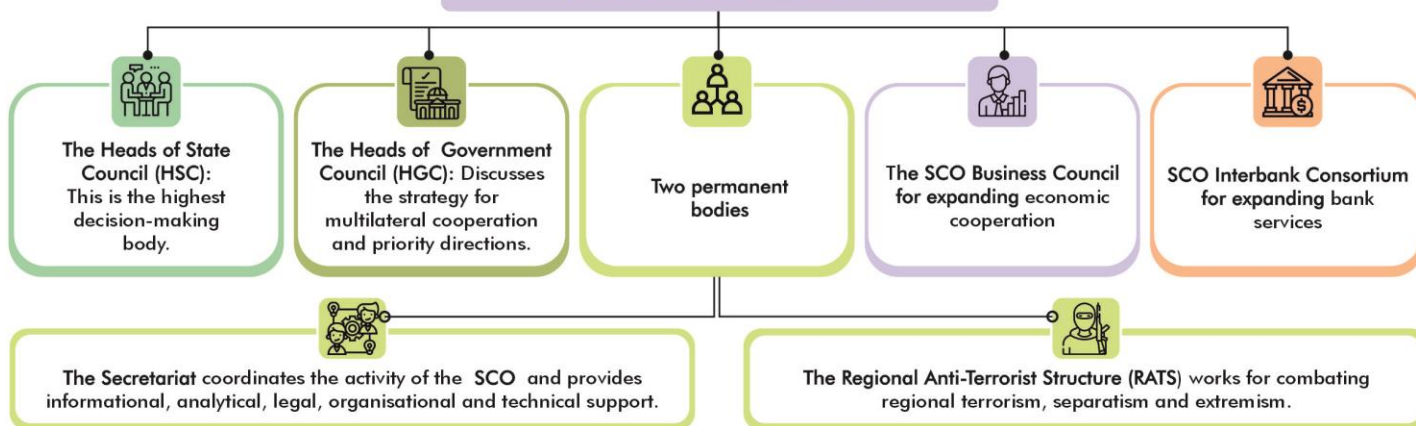 The Heads of State
Council (HSC):
This is the highest
decision-making
body.
The Heads of Government
Council (HGC): Discusses
the strategy for
multilateral cooperation
and priority directions.
Two permanent
bodies
The SCO Business Council
for expanding economic
cooperation
SCO Interbank Consortium
for expanding bank
services
The Secretariat coordinates the activity of the SCO and provides
informational, analytical, legal, organisational and technical support.
The Regional Anti-Terrorist Structure (RATS) works for combating
regional terrorism, separatism and extremism.